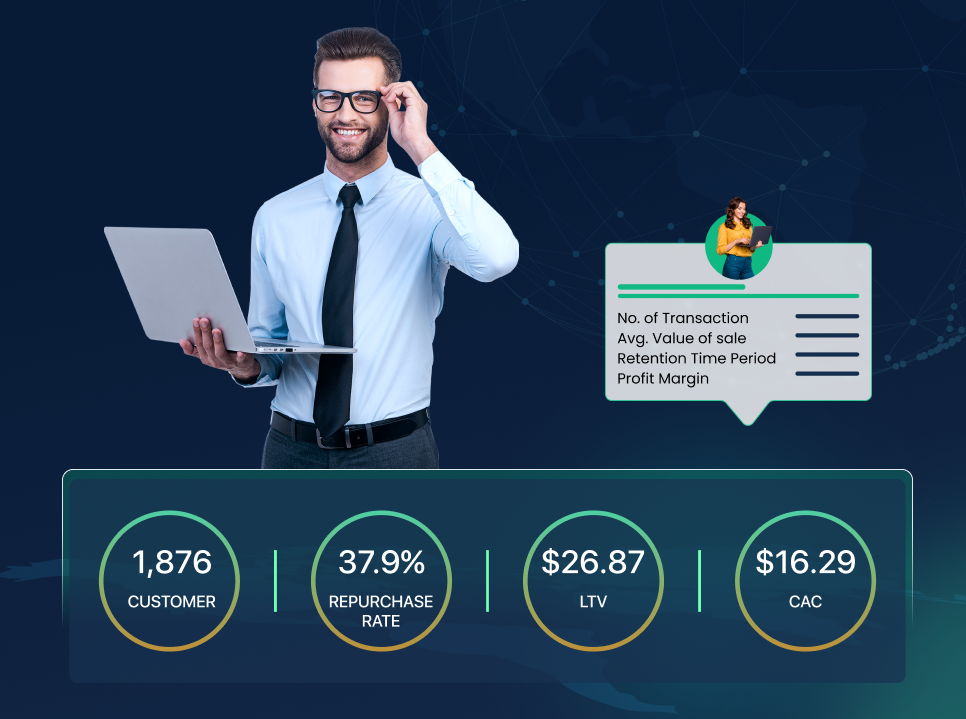 No. of Transaction
Avg. Value of sale
Retention Time Period
Profit Margin
1,876
CUSTOMER
37.9%
REPURCHASE
RATE
$26.87
LTV
$16.29
CAC